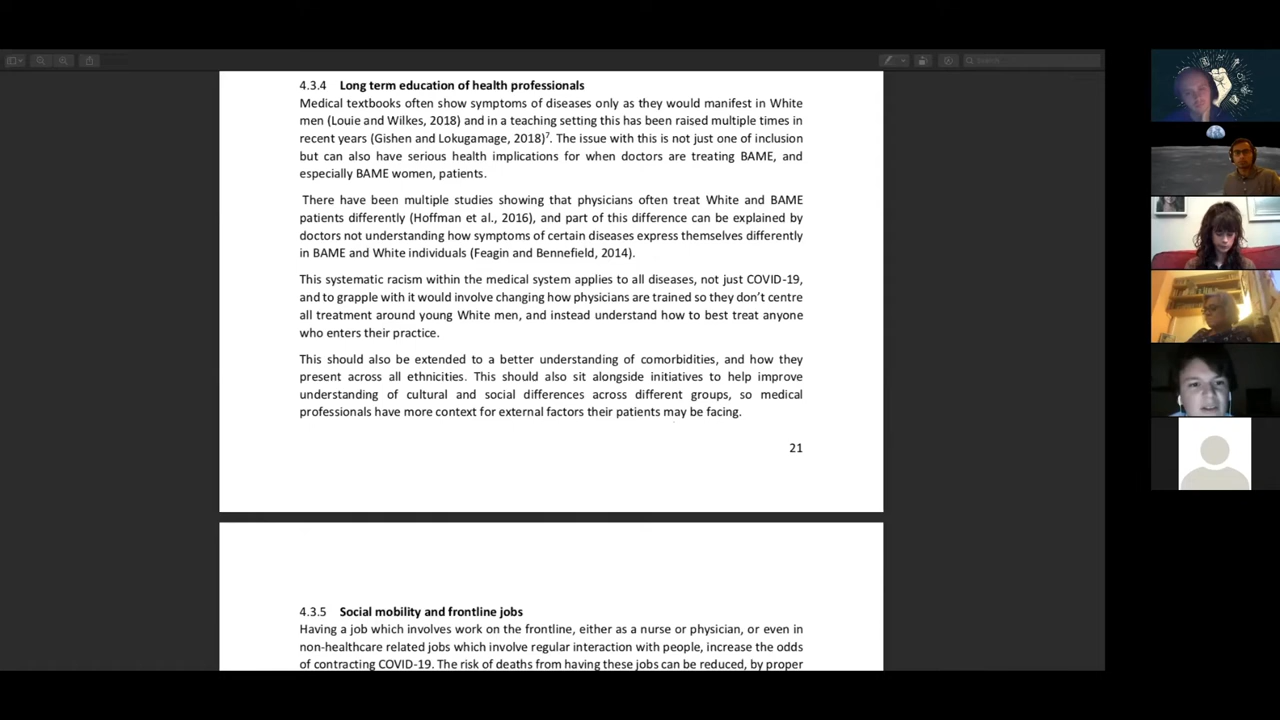 4.3.4 Long term education of health professionals
Medical textbooks often show symptoms of diseases only as they would manifest in White
men (Louie and Wilkes, 2018) and in a teaching setting this has been raised multiple times in
recent years (Gishen and Lokugamage, 2018)7. The issue with this is not just one of inclusion
but can also have serious health implications for when doctors are treating BAME, and
especially BAME women, patients.
There have been multiple studies showing that physicians often treat White and BAME
patients differently (Hoffman et al., 2016), and part of this difference can be explained by
doctors not understanding how symptoms of certain diseases express themselves differently
in BAME and White individuals (Feagin and Bennefield, 2014).
This systematic racism within the medical system applies to all diseases, not just COVID-19,
and to grapple with it would involve changing how physicians are trained so they don’t centre
all treatment around young White men, and instead understand how to best treat anyone
who enters their practice.
This should also be extended to a better understanding of comorbidities, and how they
present across all ethnicities. This should also sit alongside initiatives to help improve
understanding of cultural and social differences across different groups, so medical
professionals have more context for external factors their patients may be facing.
21
4.3.5 Social mobility and frontline jobs
Having a job which involves work on the frontline, either as a nurse or physician, or even in
non-healthcare related jobs which involve regular interaction with people, increase the odds
of contracting COVID-19. The risk of deaths from having these jobs can be reduced, by proper